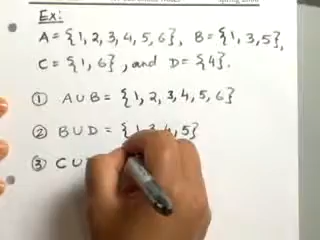 Ex:
A = {1, 2, 3, 4, 5, 6}, B = {1, 3, 5},
C = {1, 6}, and D = {4}.
① A ∪ B = {1, 2, 3, 4, 5, 6}
② B ∪ D = {1, 3, 4, 5}
③ C ∪